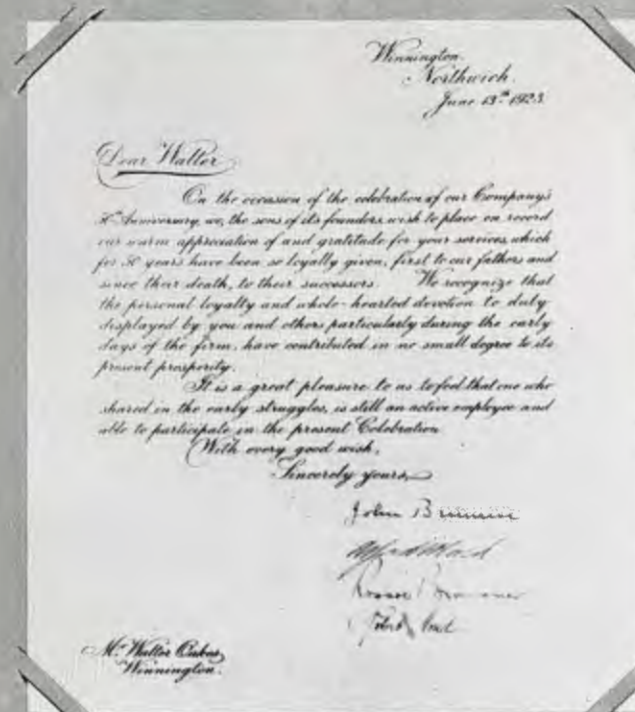 Winnington.
Northwich.
June 13th 1923.
Dear Walter
On the occasion of the celebration of our Company's
50th Anniversary, we, the sons of its founders, wish to place on record
our warm appreciation of and gratitude for your services, which
for 50 years have been so loyally given, first to our fathers and
since their death, to their successors. We recognize that
the personal loyalty and whole-hearted devotion to duty
displayed by you and others particularly during the early
days of the firm, have contributed in no small degree to its
present prosperity.
It is a great pleasure to us to feel that one who
shared in the early struggles, is still an active employee and
able to participate in the present Celebration
With every good wish,
Sincerely yours,
John Brunner
Alfred Mond
Roscoe Brunner
Robert Mond
Mr. Walter
Winnington.